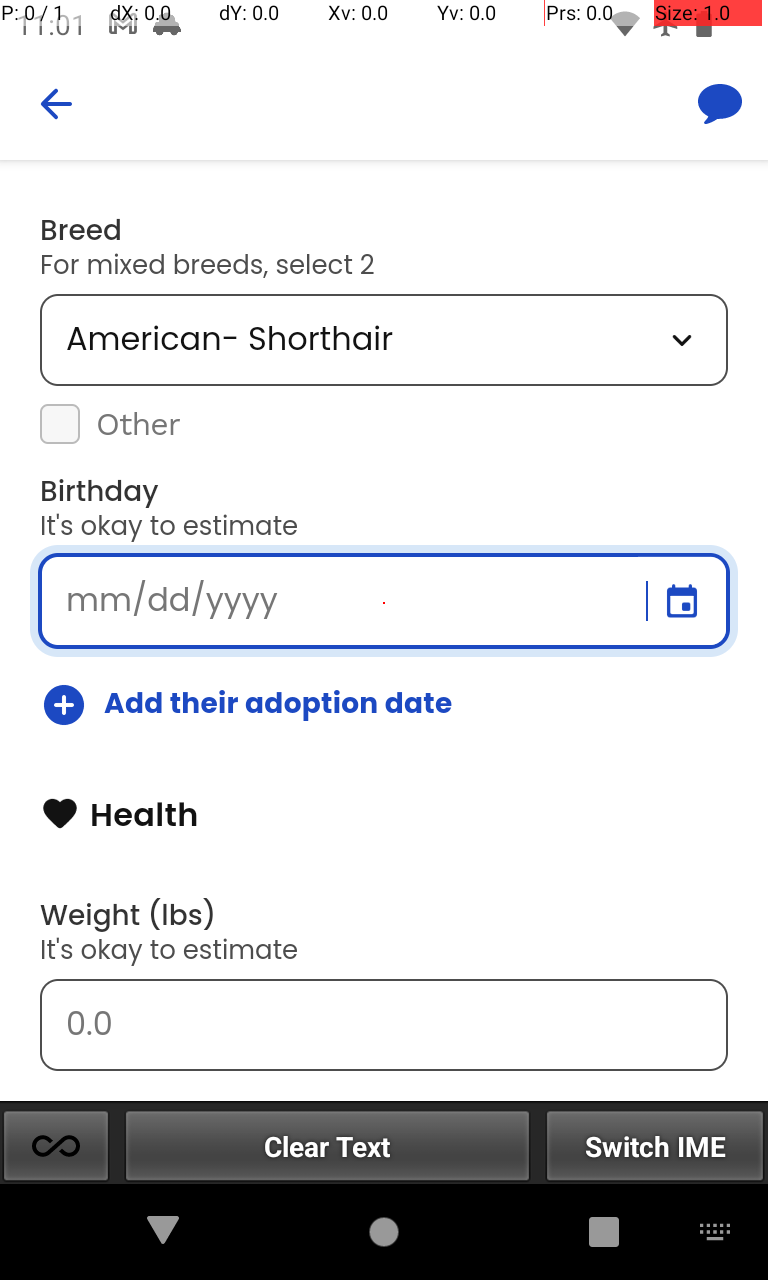 P: 0 / 1 dX: 0.0 dY: 0.0 Xv: 0.0 Yv: 0.0 Prs: 0.0 Size: 1.0
11:01
Breed
For mixed breeds, select 2
American- Shorthair
Other
Birthday
It's okay to estimate
mm/dd/yyyy
Add their adoption date
Health
Weight (lbs)
It's okay to estimate
0.0
Clear Text Switch IME